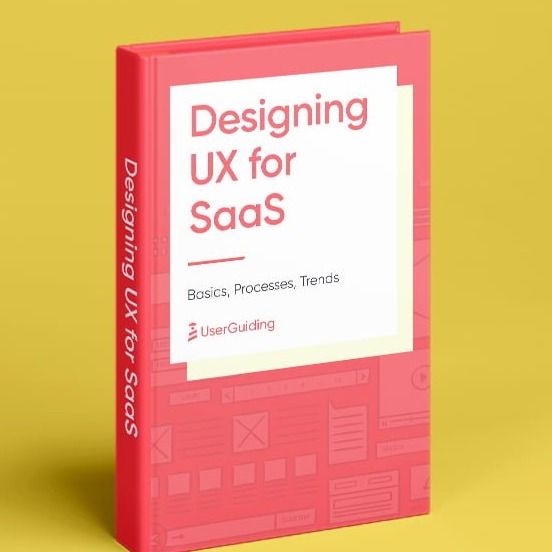 Designing
UX for
SaaS
Basics, Processes, Trends
UserGuiding
Designing UX for SaaS